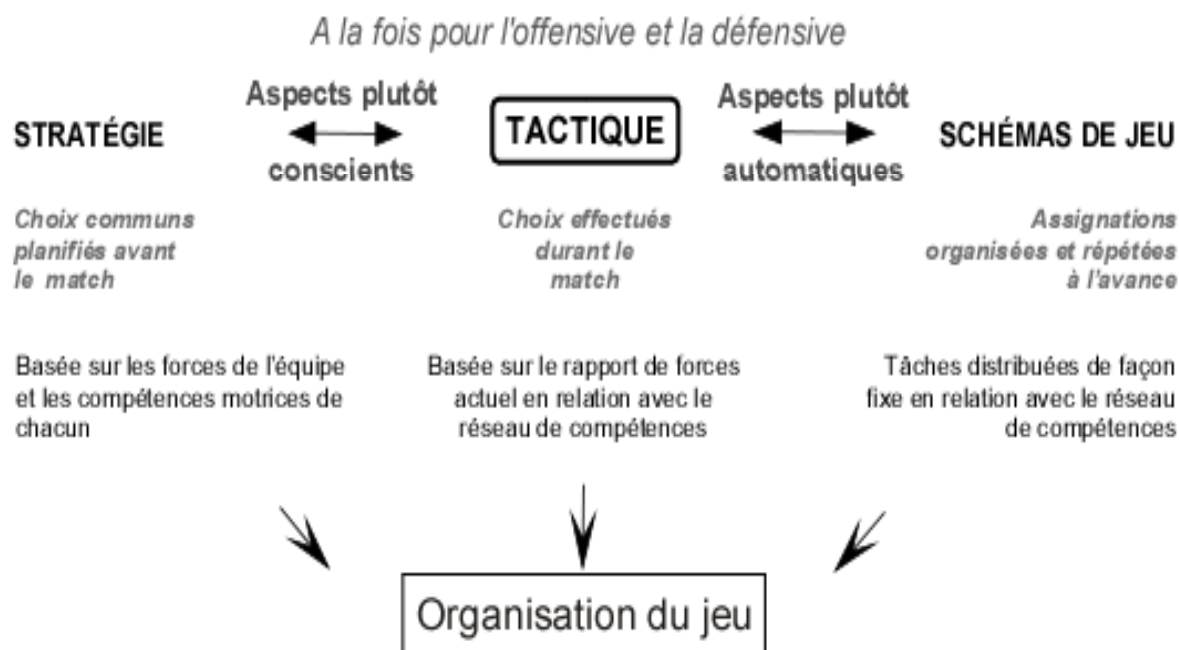 A la fois pour l'offensive et la défensive
STRATÉGIE
Aspects plutôt
conscients
TACTIQUE
Aspects plutôt
automatiques
SCHÉMAS DE JEU
Choix communs
planifiés avant
le match
Choix effectués
durant le
match
Assignations
organisées et répétées
à l'avance
Basée sur les forces de l'équipe
et les compétences motrices de
chacun
Basée sur le rapport de forces
actuel en relation avec le
réseau de compétences
Tâches distribuées de façon
fixe en relation avec le réseau
de compétences
Organisation du jeu